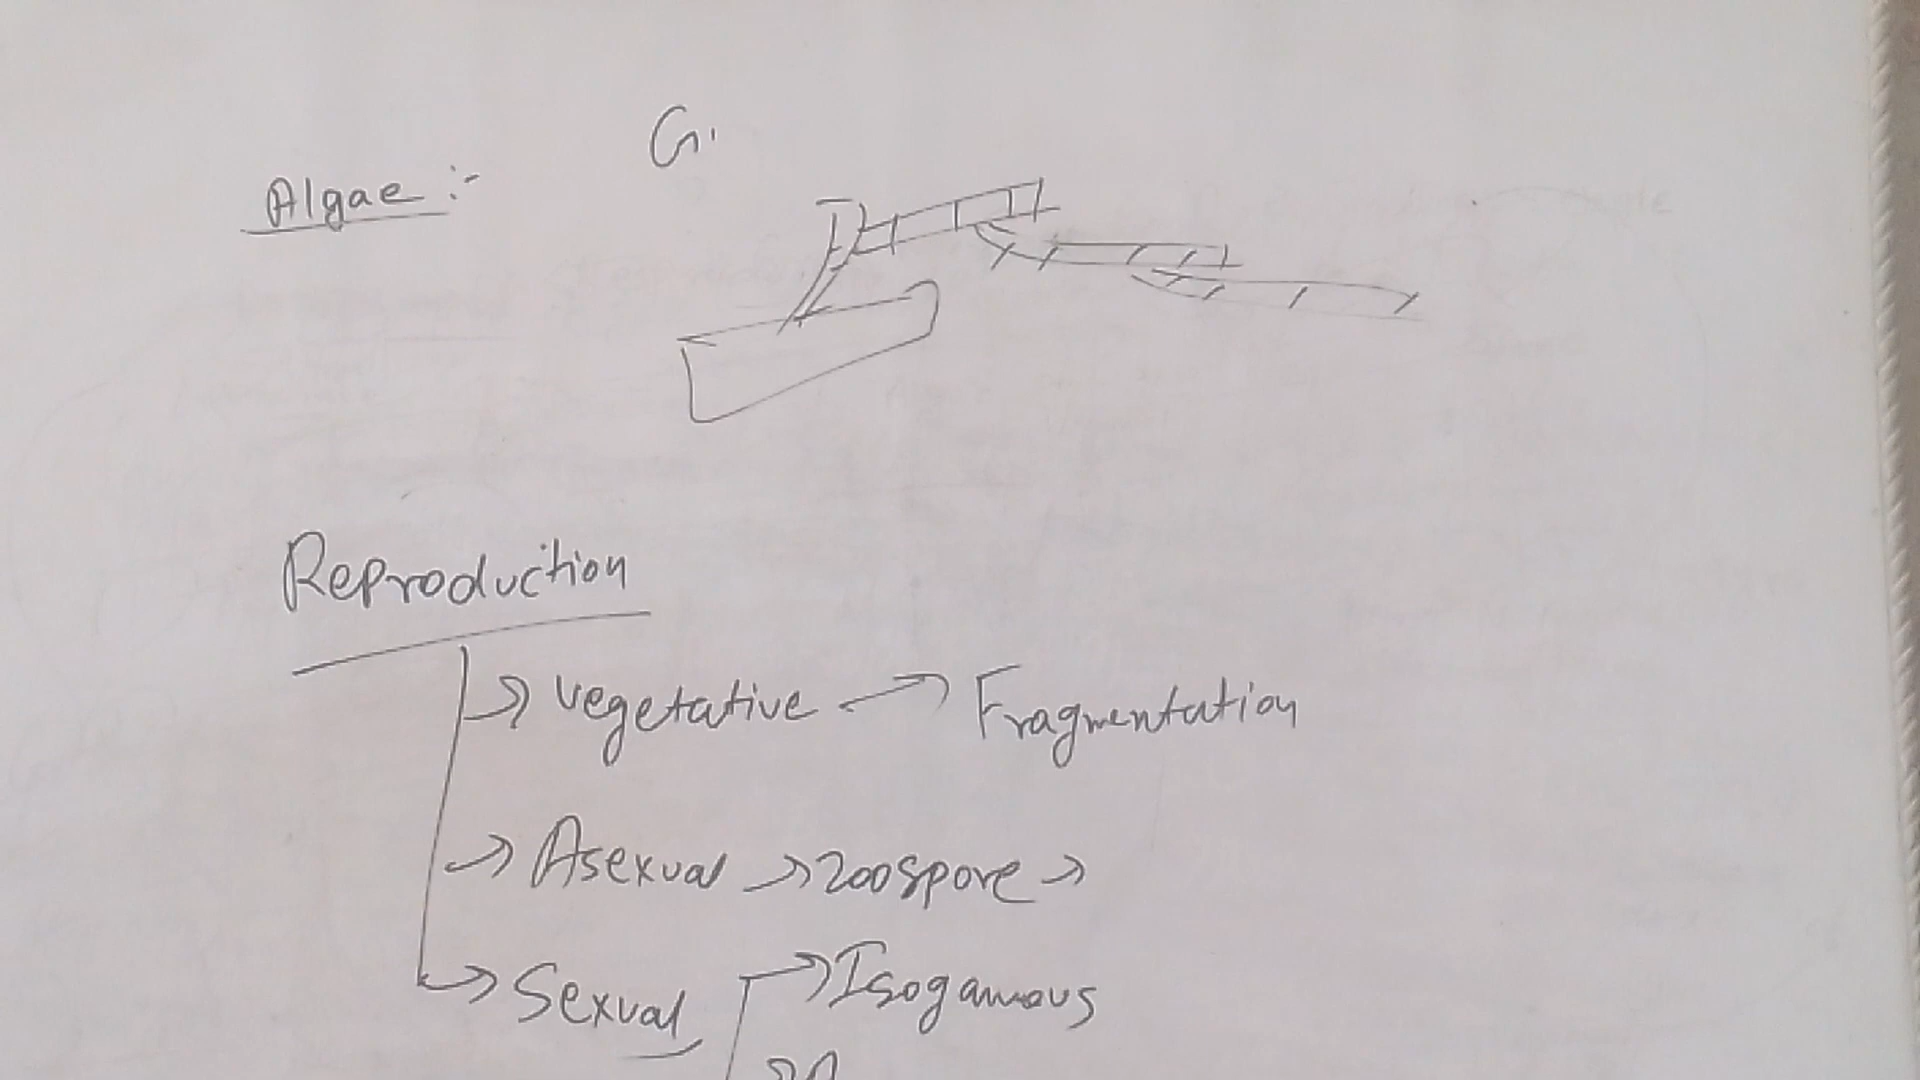 G.
Algae :-
Reproduction
→ vegetative → Fragmentation
→ Asexual → zoospore →
→ Sexual → Isogamous